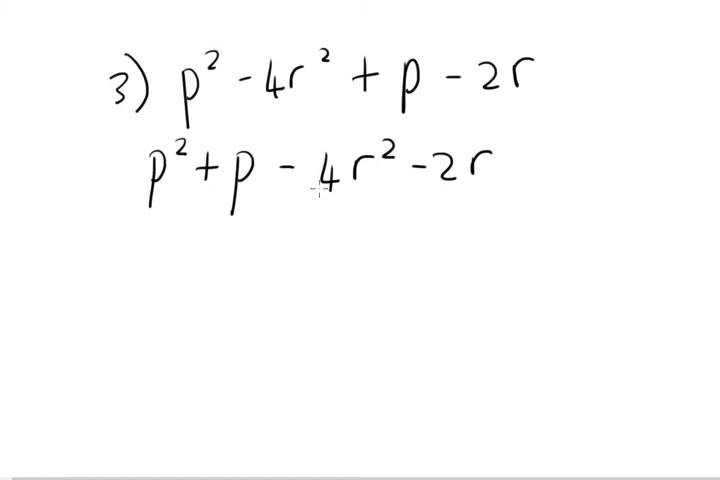 3) p² - 4r² + p - 2r
p² + p - 4r² - 2r